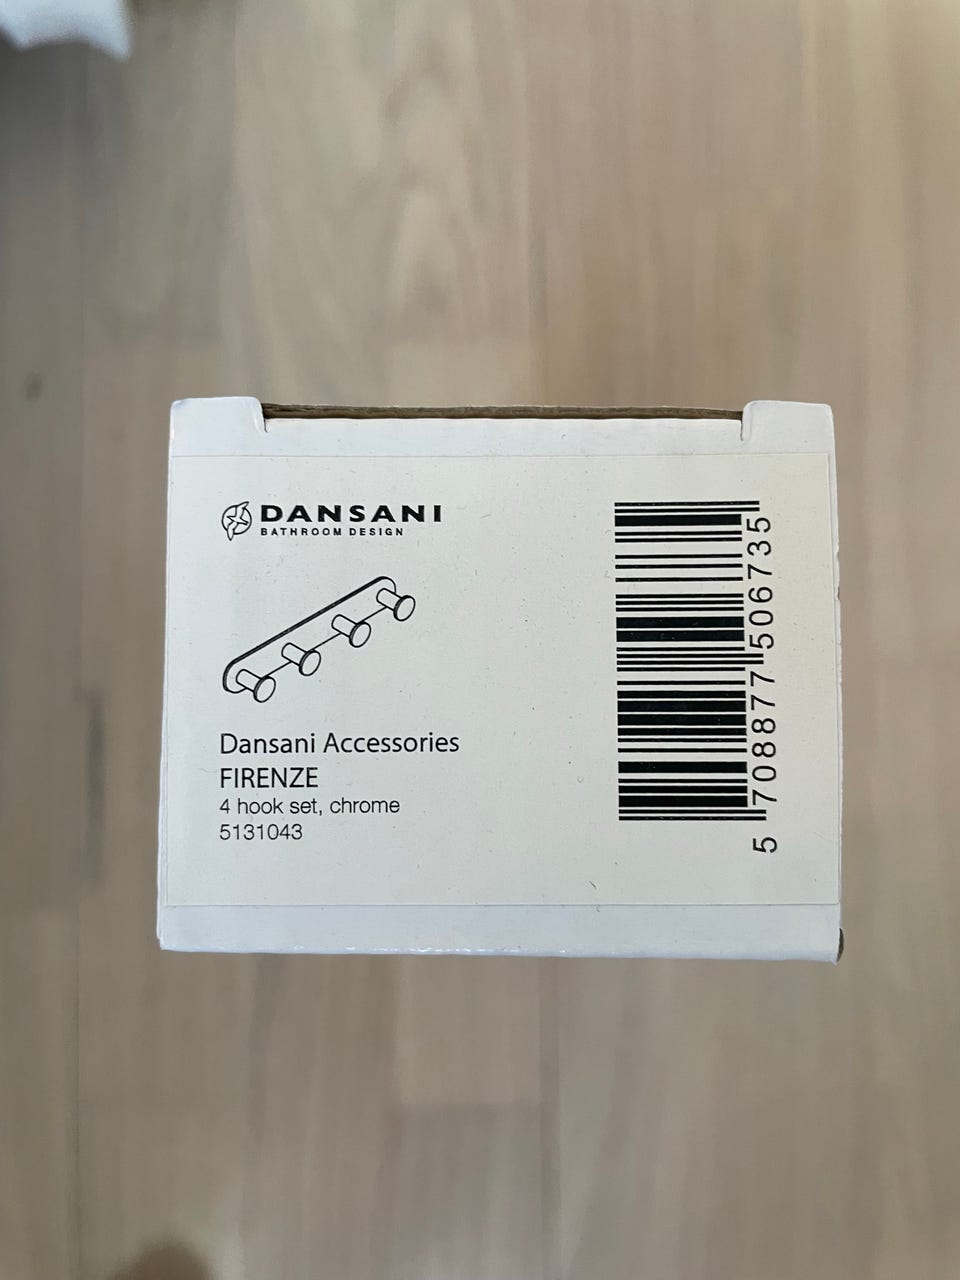 DANSANI
BATHROOM DESIGN
Dansani Accessories
FIRENZE
4 hook set, chrome
5131043
5 708877 506735